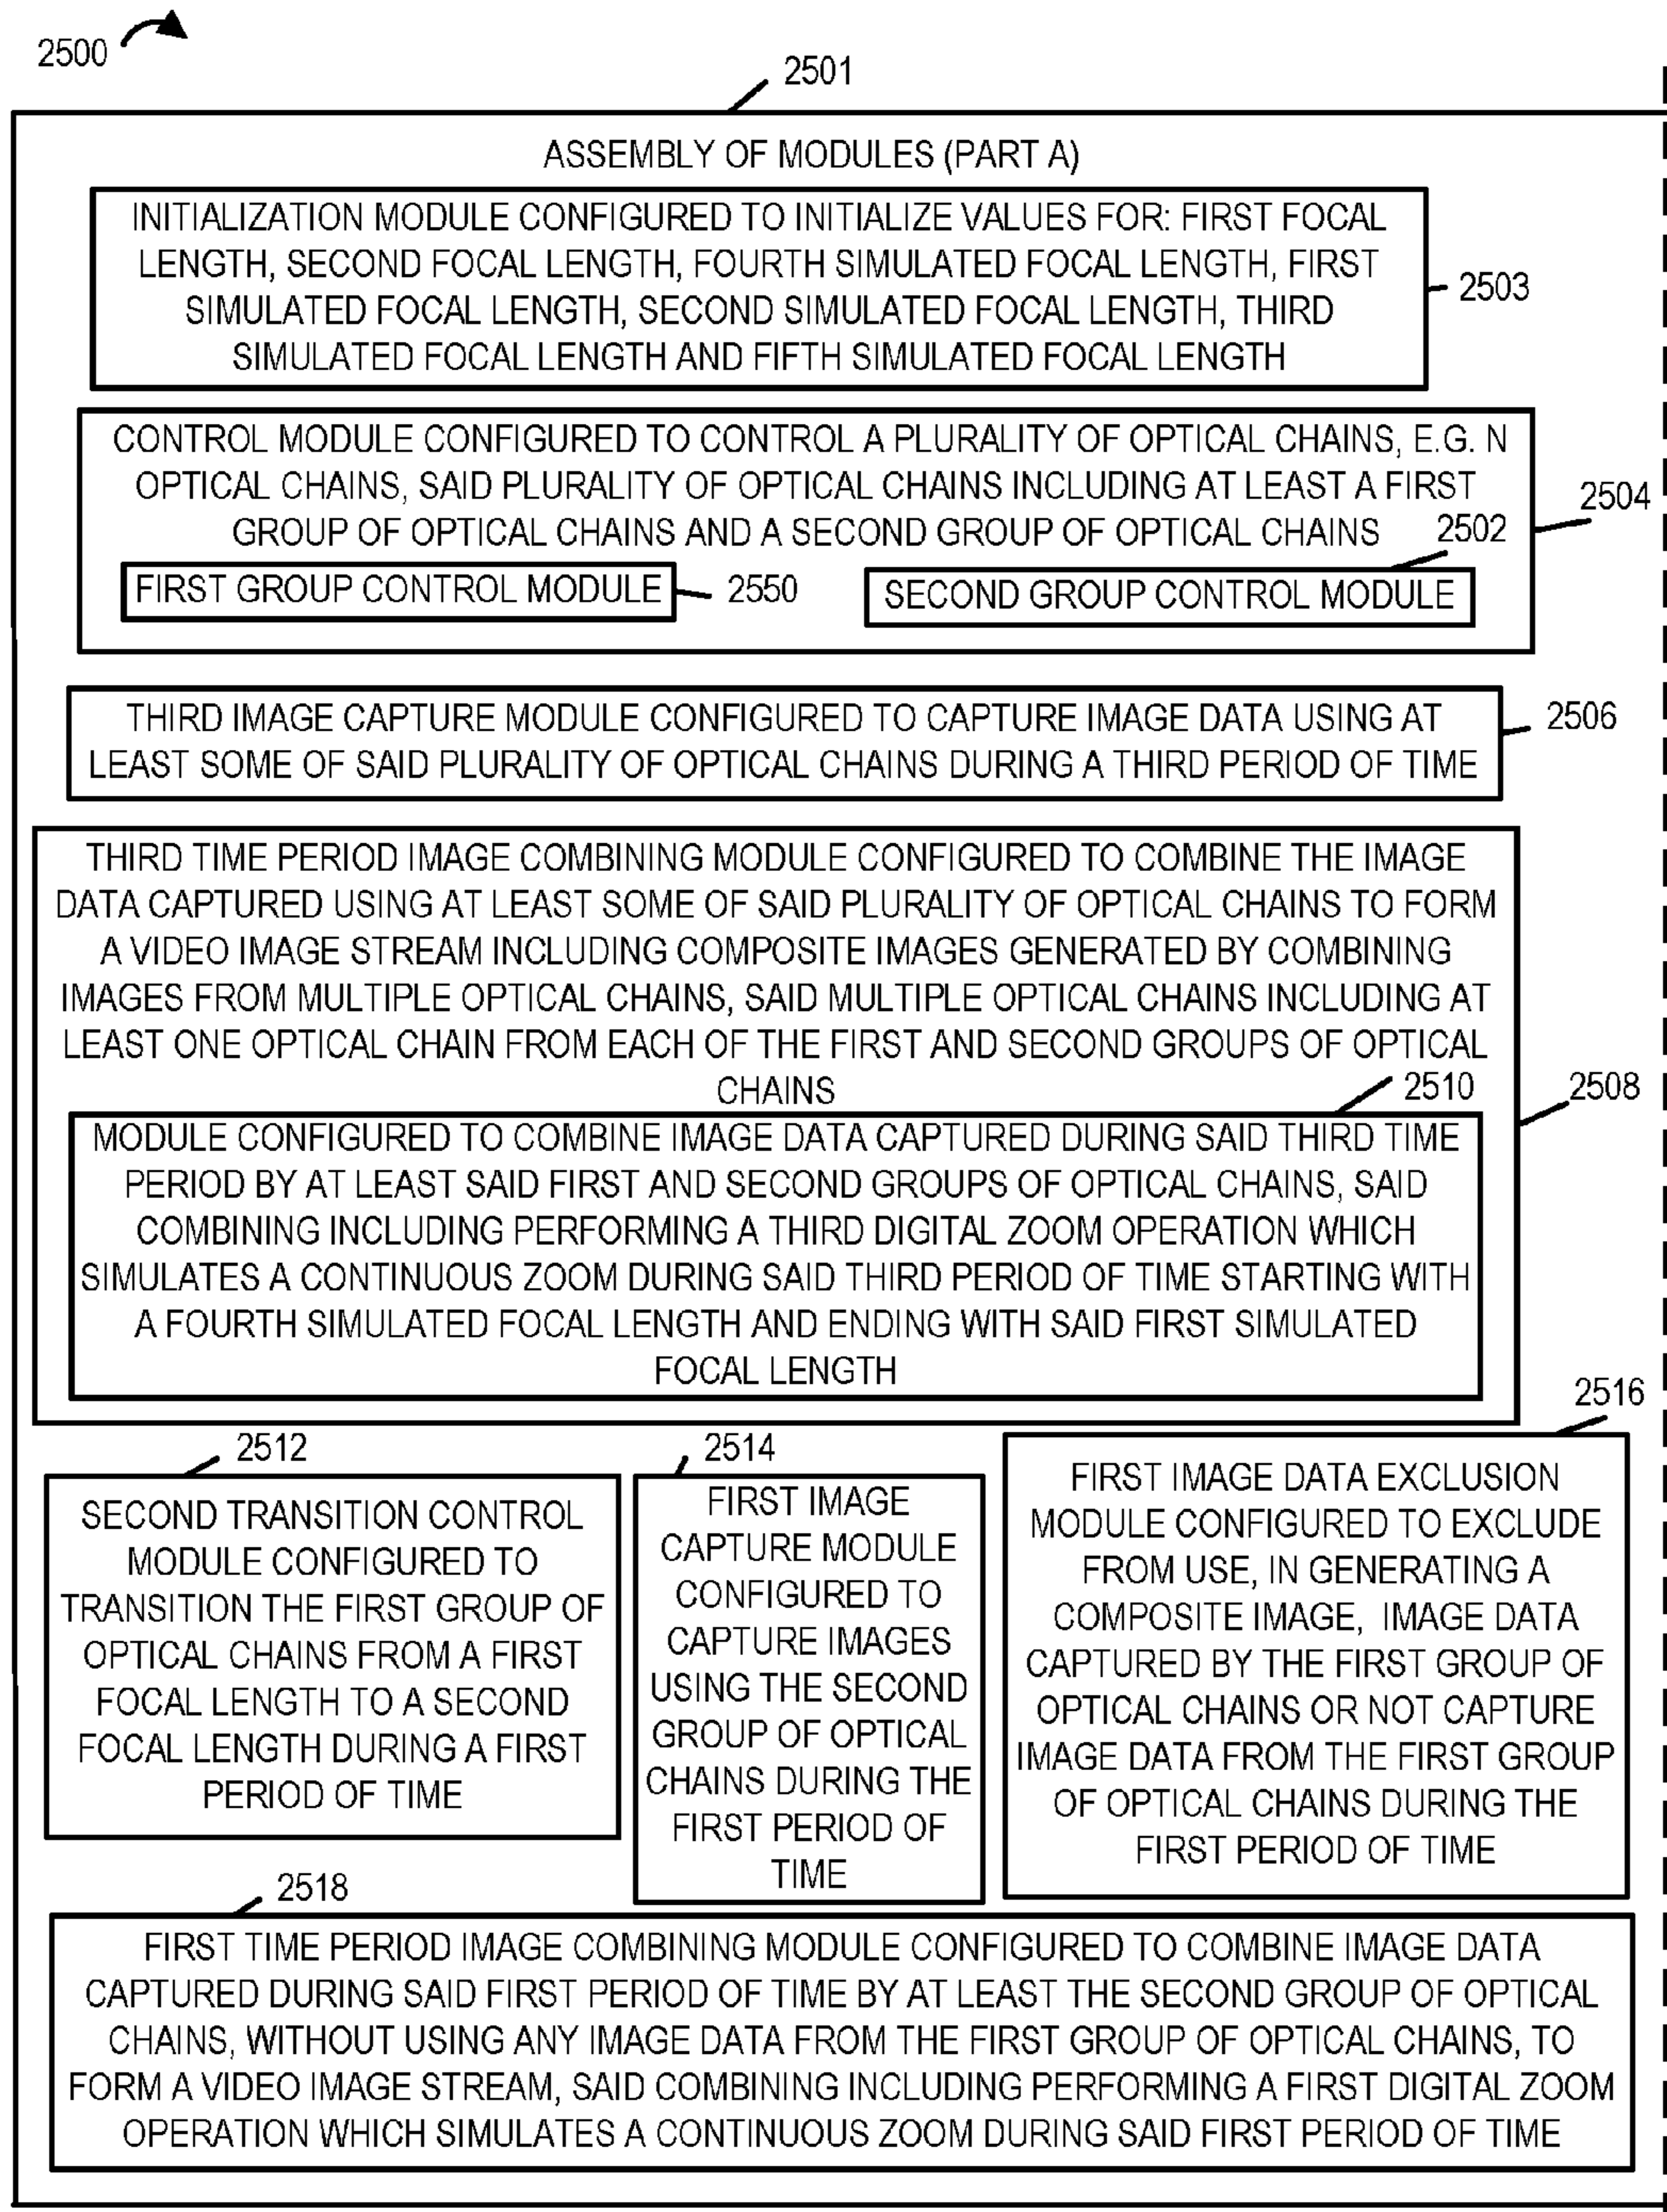 2500
2501
ASSEMBLY OF MODULES (PART A)
INITIALIZATION MODULE CONFIGURED TO INITIALIZE VALUES FOR: FIRST FOCAL
LENGTH, SECOND FOCAL LENGTH, FOURTH SIMULATED FOCAL LENGTH, FIRST
SIMULATED FOCAL LENGTH, SECOND SIMULATED FOCAL LENGTH, THIRD
SIMULATED FOCAL LENGTH AND FIFTH SIMULATED FOCAL LENGTH
2503
CONTROL MODULE CONFIGURED TO CONTROL A PLURALITY OF OPTICAL CHAINS, E.G. N
OPTICAL CHAINS, SAID PLURALITY OF OPTICAL CHAINS INCLUDING AT LEAST A FIRST
GROUP OF OPTICAL CHAINS AND A SECOND GROUP OF OPTICAL CHAINS
2504
2502
FIRST GROUP CONTROL MODULE
2550
SECOND GROUP CONTROL MODULE
THIRD IMAGE CAPTURE MODULE CONFIGURED TO CAPTURE IMAGE DATA USING AT
LEAST SOME OF SAID PLURALITY OF OPTICAL CHAINS DURING A THIRD PERIOD OF TIME
2506
THIRD TIME PERIOD IMAGE COMBINING MODULE CONFIGURED TO COMBINE THE IMAGE
DATA CAPTURED USING AT LEAST SOME OF SAID PLURALITY OF OPTICAL CHAINS TO FORM
A VIDEO IMAGE STREAM INCLUDING COMPOSITE IMAGES GENERATED BY COMBINING
IMAGES FROM MULTIPLE OPTICAL CHAINS, SAID MULTIPLE OPTICAL CHAINS INCLUDING AT
LEAST ONE OPTICAL CHAIN FROM EACH OF THE FIRST AND SECOND GROUPS OF OPTICAL
CHAINS
2510
2508
MODULE CONFIGURED TO COMBINE IMAGE DATA CAPTURED DURING SAID THIRD TIME
PERIOD BY AT LEAST SAID FIRST AND SECOND GROUPS OF OPTICAL CHAINS, SAID
COMBINING INCLUDING PERFORMING A THIRD DIGITAL ZOOM OPERATION WHICH
SIMULATES A CONTINUOUS ZOOM DURING SAID THIRD PERIOD OF TIME STARTING WITH
A FOURTH SIMULATED FOCAL LENGTH AND ENDING WITH SAID FIRST SIMULATED
FOCAL LENGTH
2512
SECOND TRANSITION CONTROL
MODULE CONFIGURED TO
TRANSITION THE FIRST GROUP OF
OPTICAL CHAINS FROM A FIRST
FOCAL LENGTH TO A SECOND
FOCAL LENGTH DURING A FIRST
PERIOD OF TIME
2514
FIRST IMAGE
CAPTURE MODULE
CONFIGURED TO
CAPTURE IMAGES
USING THE SECOND
GROUP OF OPTICAL
CHAINS DURING THE
FIRST PERIOD OF
TIME
2516
FIRST IMAGE DATA EXCLUSION
MODULE CONFIGURED TO EXCLUDE
FROM USE, IN GENERATING A
COMPOSITE IMAGE, IMAGE DATA
CAPTURED BY THE FIRST GROUP OF
OPTICAL CHAINS OR NOT CAPTURE
IMAGE DATA FROM THE FIRST GROUP
OF OPTICAL CHAINS DURING THE
FIRST PERIOD OF TIME
2518
FIRST TIME PERIOD IMAGE COMBINING MODULE CONFIGURED TO COMBINE IMAGE DATA
CAPTURED DURING SAID FIRST PERIOD OF TIME BY AT LEAST THE SECOND GROUP OF OPTICAL
CHAINS, WITHOUT USING ANY IMAGE DATA FROM THE FIRST GROUP OF OPTICAL CHAINS, TO
FORM A VIDEO IMAGE STREAM, SAID COMBINING INCLUDING PERFORMING A FIRST DIGITAL ZOOM
OPERATION WHICH SIMULATES A CONTINUOUS ZOOM DURING SAID FIRST PERIOD OF TIME